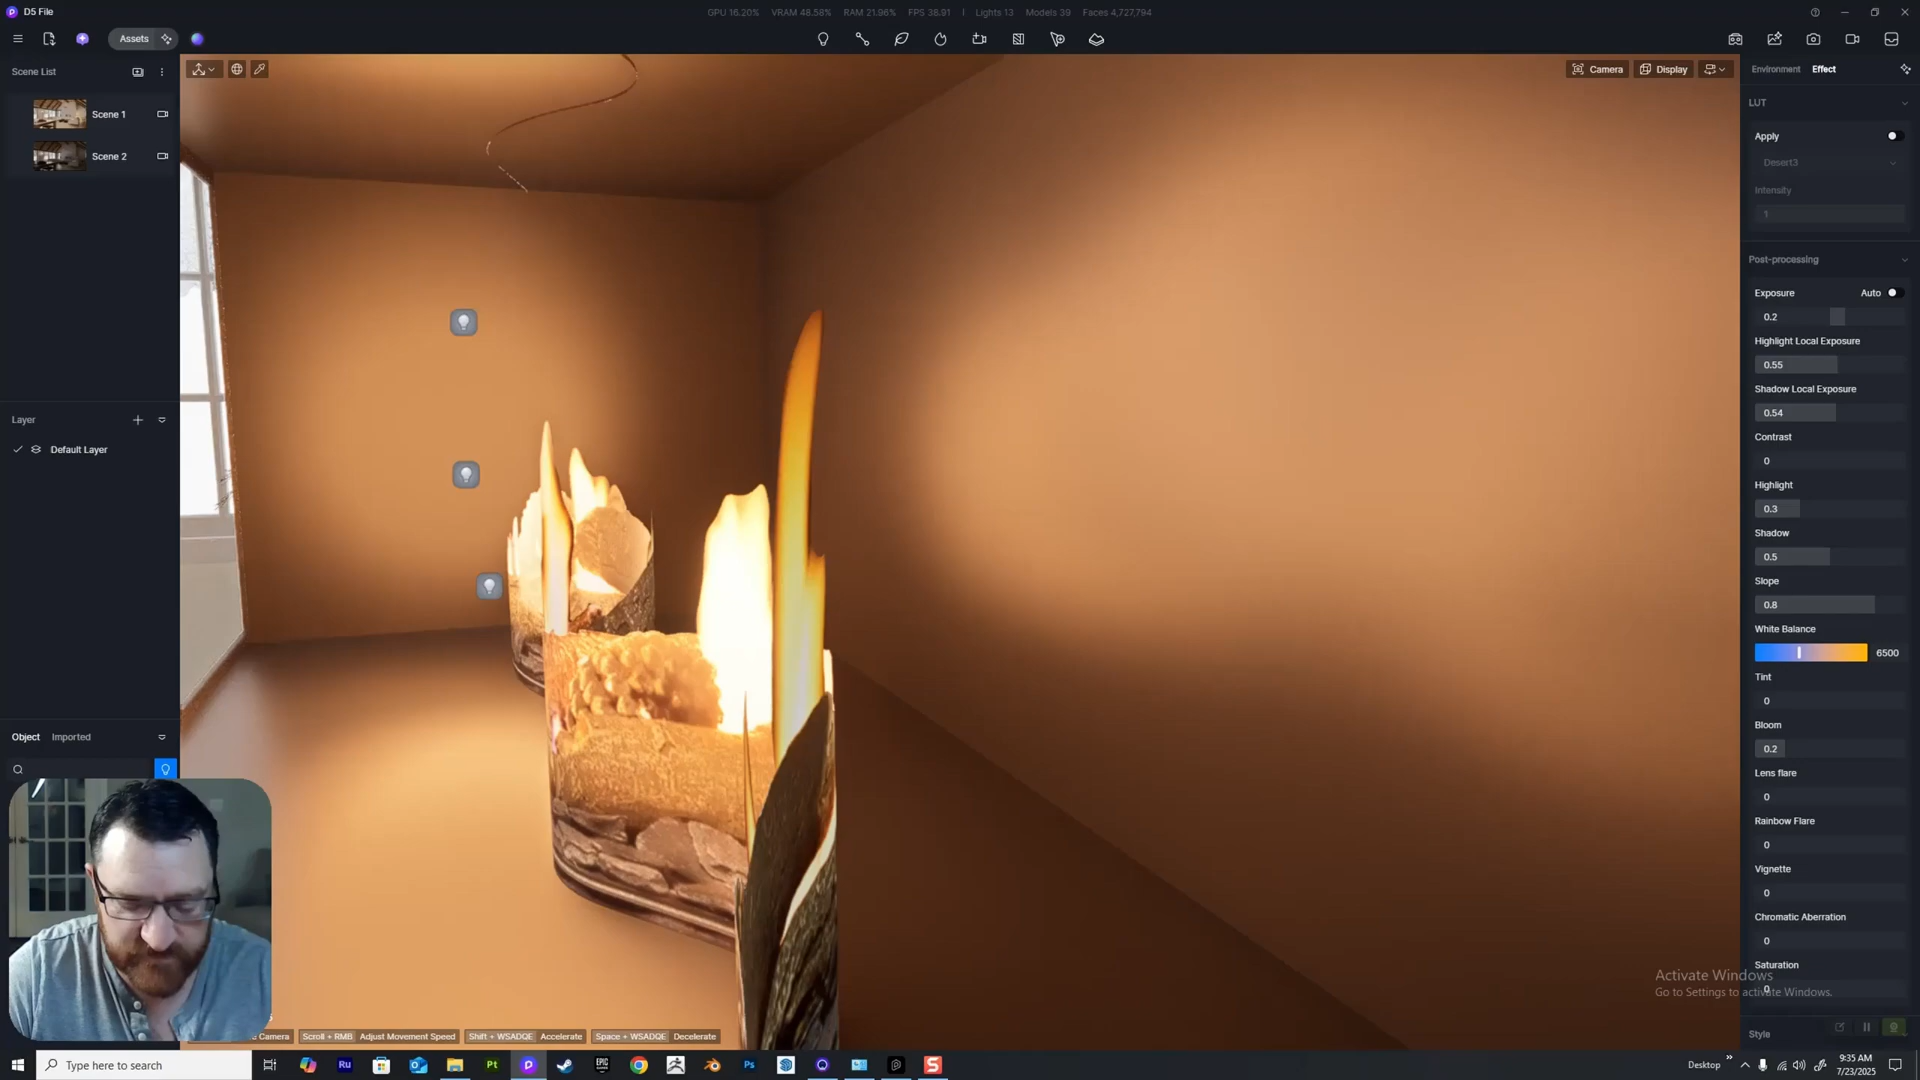 D5 File
GPU 16.20% VRAM 48.58% RAM 21.96% FPS 38.91 | Lights 13 Models 39 Faces 4,727,794
Assets
Scene List
Scene 1
Scene 2
Layer
Default Layer
Object Imported
Camera Display
Environment Effect
LUT
Apply
Desert3
Intensity
1
Post-processing
Exposure Auto
0.2
Highlight Local Exposure
0.55
Shadow Local Exposure
0.54
Contrast
0
Highlight
0.3
Shadow
0.5
Slope
0.8
White Balance
6500
Tint
0
Bloom
0.2
Lens flare
0
Rainbow Flare
0
Vignette
0
Chromatic Aberration
0
Saturation
0
Activate Windows
Go to Settings to activate Windows.
Style
Camera Scroll + RMB Adjust Movement Speed Shift + WSADQE Accelerate Space + WSADQE Decelerate
Type here to search
Ru
Pt
EPIC GAMES
Ps
S
Desktop
9:35 AM
7/23/2025